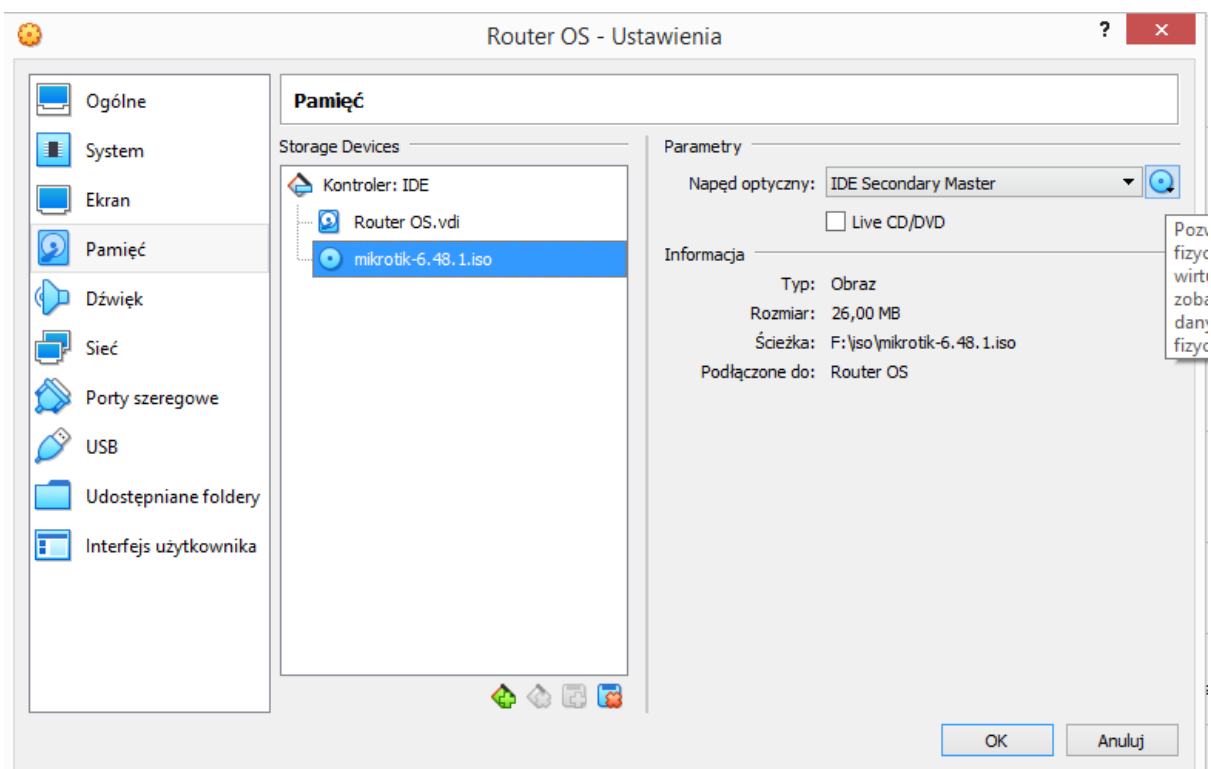 Router OS - Ustawienia
?
×
Ogólne
System
Ekran
Pamięć
Dźwięk
Sieć
Porty szeregowe
USB
Udostępniane foldery
Interfejs użytkownika
Pamięć
Storage Devices
Kontroler: IDE
Router OS.vdi
mikrotik-6.48.1.iso
Parametry
Napęd optyczny: IDE Secondary Master
Live CD/DVD
Informacja
Typ: Obraz
Rozmiar: 26,00 MB
Ścieżka: F:\iso\mikrotik-6.48.1.iso
Podłączone do: Router OS
OK
Anuluj